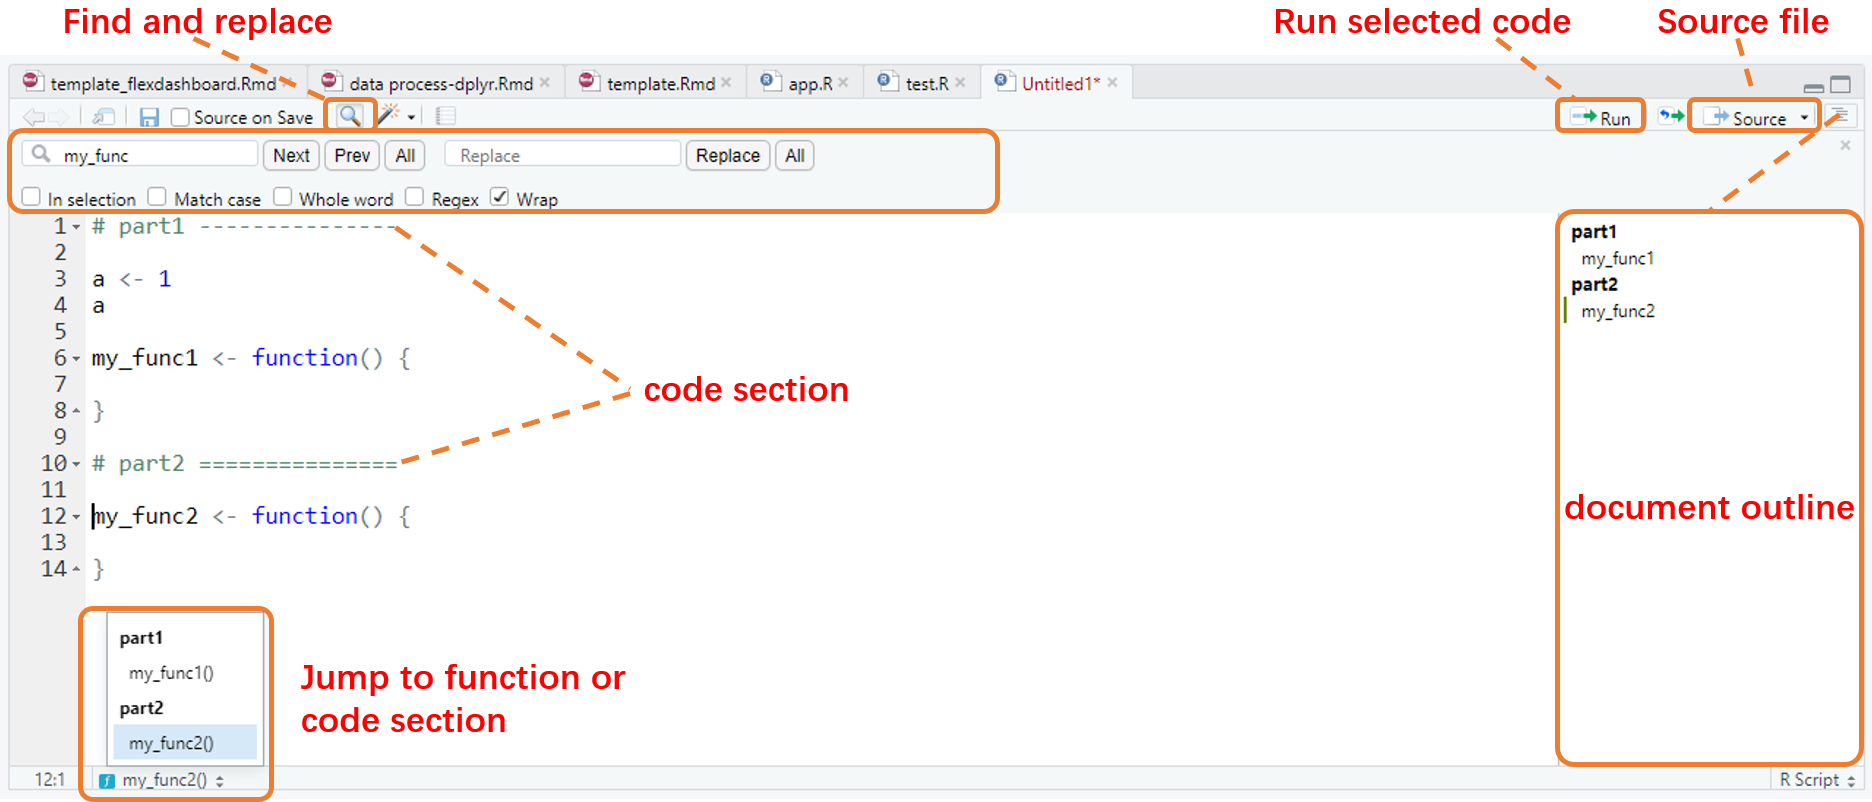 Find and replace Run selected code Source file
template_flexdashboard.Rmd data process-dplyr.Rmd template.Rmd app.R test.R Untitled1*
Source on Save Run Source
my_func Next Prev All Replace Replace All
In selection Match case Whole word Regex Wrap
1 # part1 ---------------
2
3 a <- 1
4 a
5
6 my_func1 <- function() {
7
8 }
9
10 # part2 ===============
11
12 my_func2 <- function() {
13
14 }
code section
part1
my_func1
part2
my_func2
document outline
part1
my_func1()
part2
my_func2()
Jump to function or
code section
12:1 my_func2() R Script